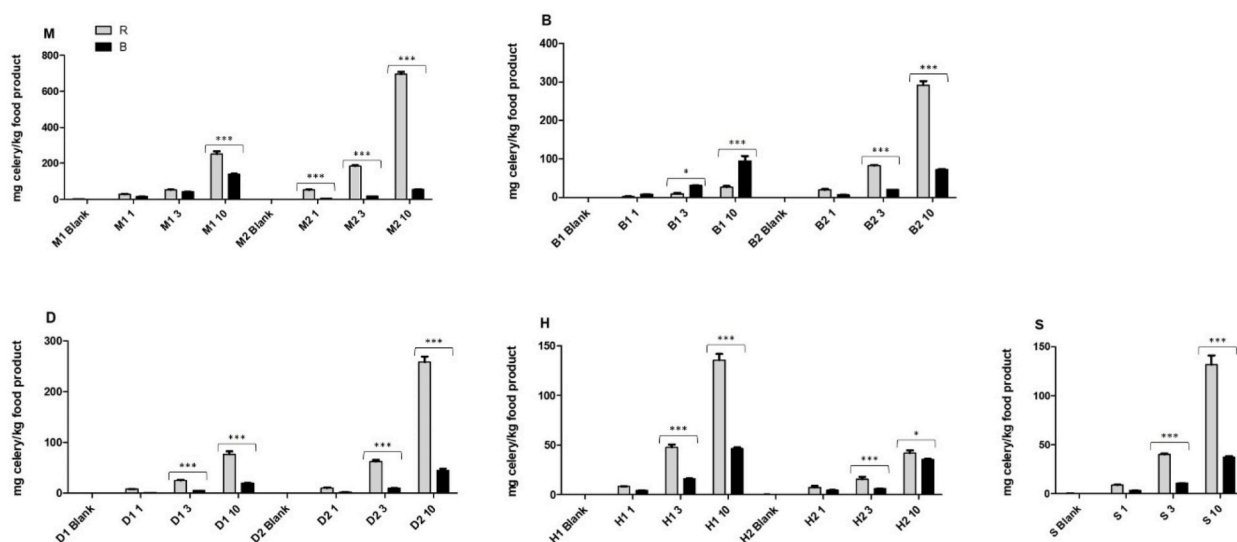 M
R
B
mg celery/kg food product
800
600
400
200
0
***
***
***
***
M1 Blank
M1 1
M1 3
M1 10
M2 Blank
M2 1
M2 3
M2 10
B
mg celery/kg food product
400
300
200
100
0
*
***
***
***
B1 Blank
B1 1
B1 3
B1 10
B2 Blank
B2 1
B2 3
B2 10
D
mg celery/kg food product
300
200
100
0
***
***
***
***
D1 Blank
D1 1
D1 3
D1 10
D2 Blank
D2 1
D2 3
D2 10
H
mg celery/kg food product
150
100
50
0
***
***
***
*
H1 Blank
H1 1
H1 3
H1 10
H2 Blank
H2 1
H2 3
H2 10
S
mg celery/kg food product
150
100
50
0
***
***
S Blank
S 1
S 3
S 10